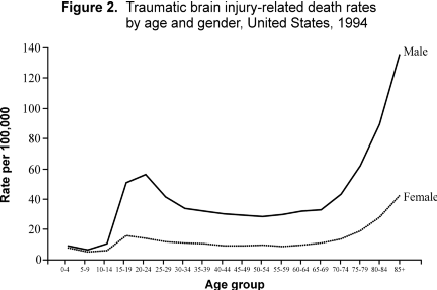 Figure 2. Traumatic brain injury-related death rates
by age and gender, United States, 1994
140
120
100
80
60
40
20
0
Rate per 100,000
Male
Female
0-4 5-9 10-14 15-19 20-24 25-29 30-34 35-39 40-44 45-49 50-54 55-59 60-64 65-69 70-74 75-79 80-84 85+
Age group